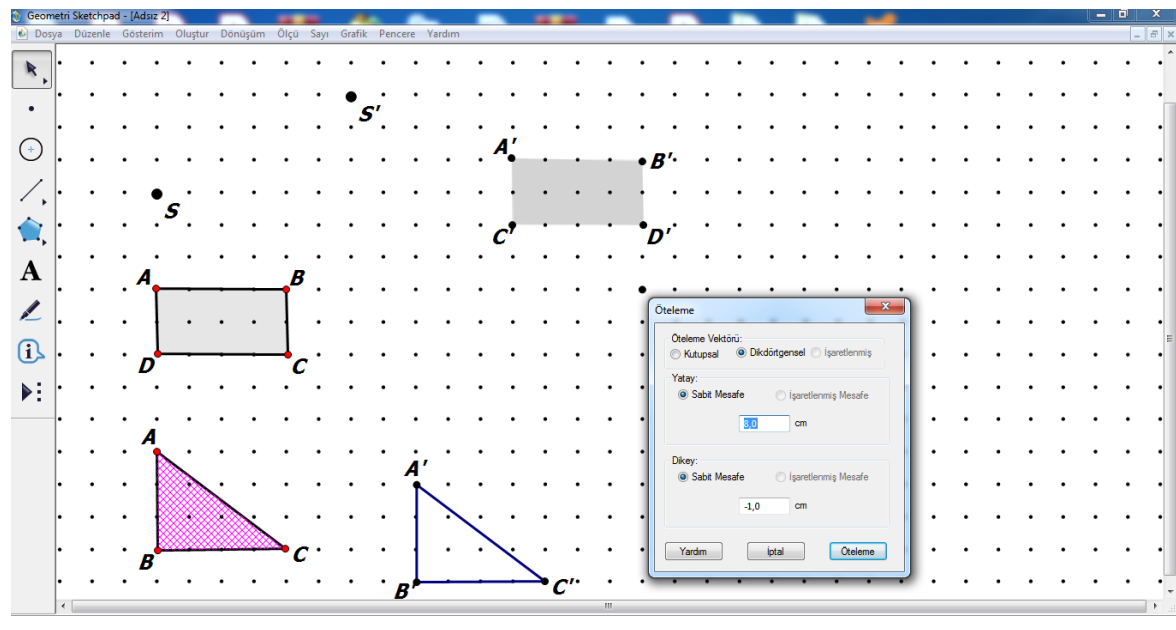 Geometri Sketchpad - [Adsız 2]
Dosya Düzenle Gösterim Oluştur Dönüşüm Ölçü Sayı Grafik Pencere Yardım
S'
A'
B'
S
C'
D'
A
B
D
C
A
A'
B
C
B'
C'
A
Öteleme
Öteleme Vektörü:
Kutupsal Dikdörtgensel İşaretlenmiş
Yatay:
Sabit Mesafe İşaretlenmiş Mesafe
8,0 cm
Dikey:
Sabit Mesafe İşaretlenmiş Mesafe
-1,0 cm
Yardım İptal Öteleme